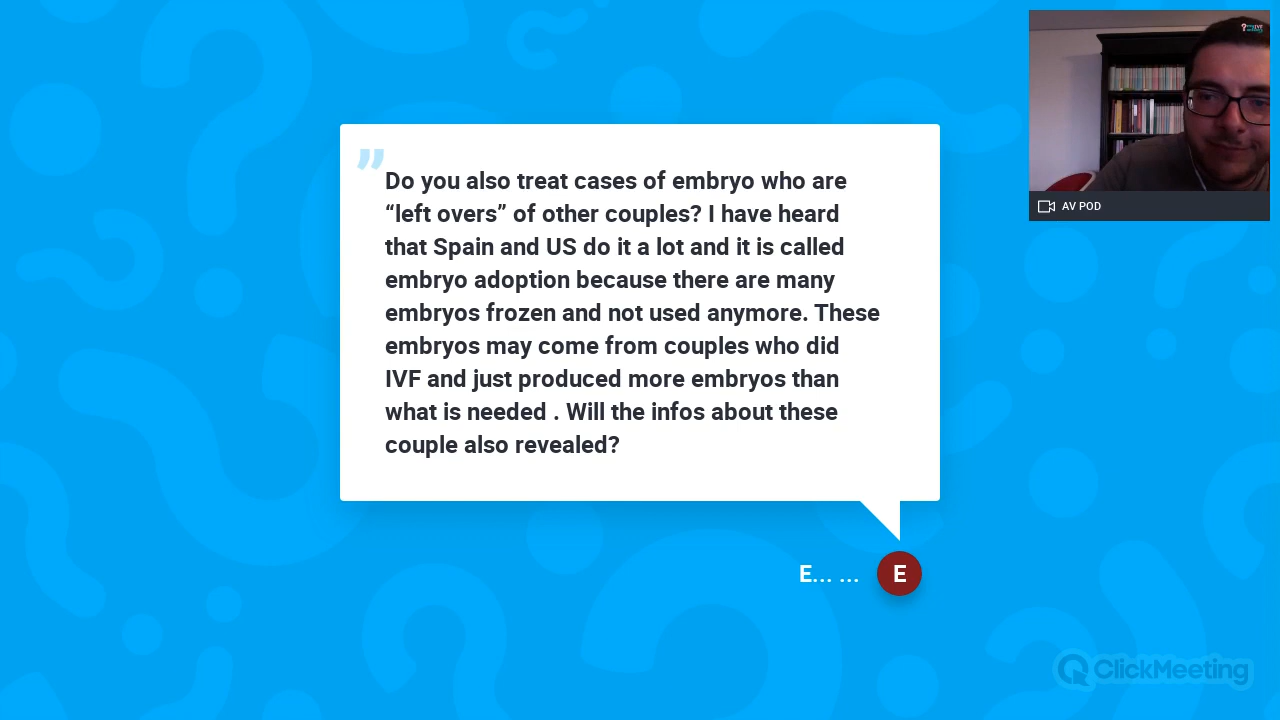 ”
Do you also treat cases of embryo who are
“left overs” of other couples? I have heard
that Spain and US do it a lot and it is called
embryo adoption because there are many
embryos frozen and not used anymore. These
embryos may come from couples who did
IVF and just produced more embryos than
what is needed . Will the infos about these
couple also revealed?
E... ...
E
AV POD
ClickMeeting